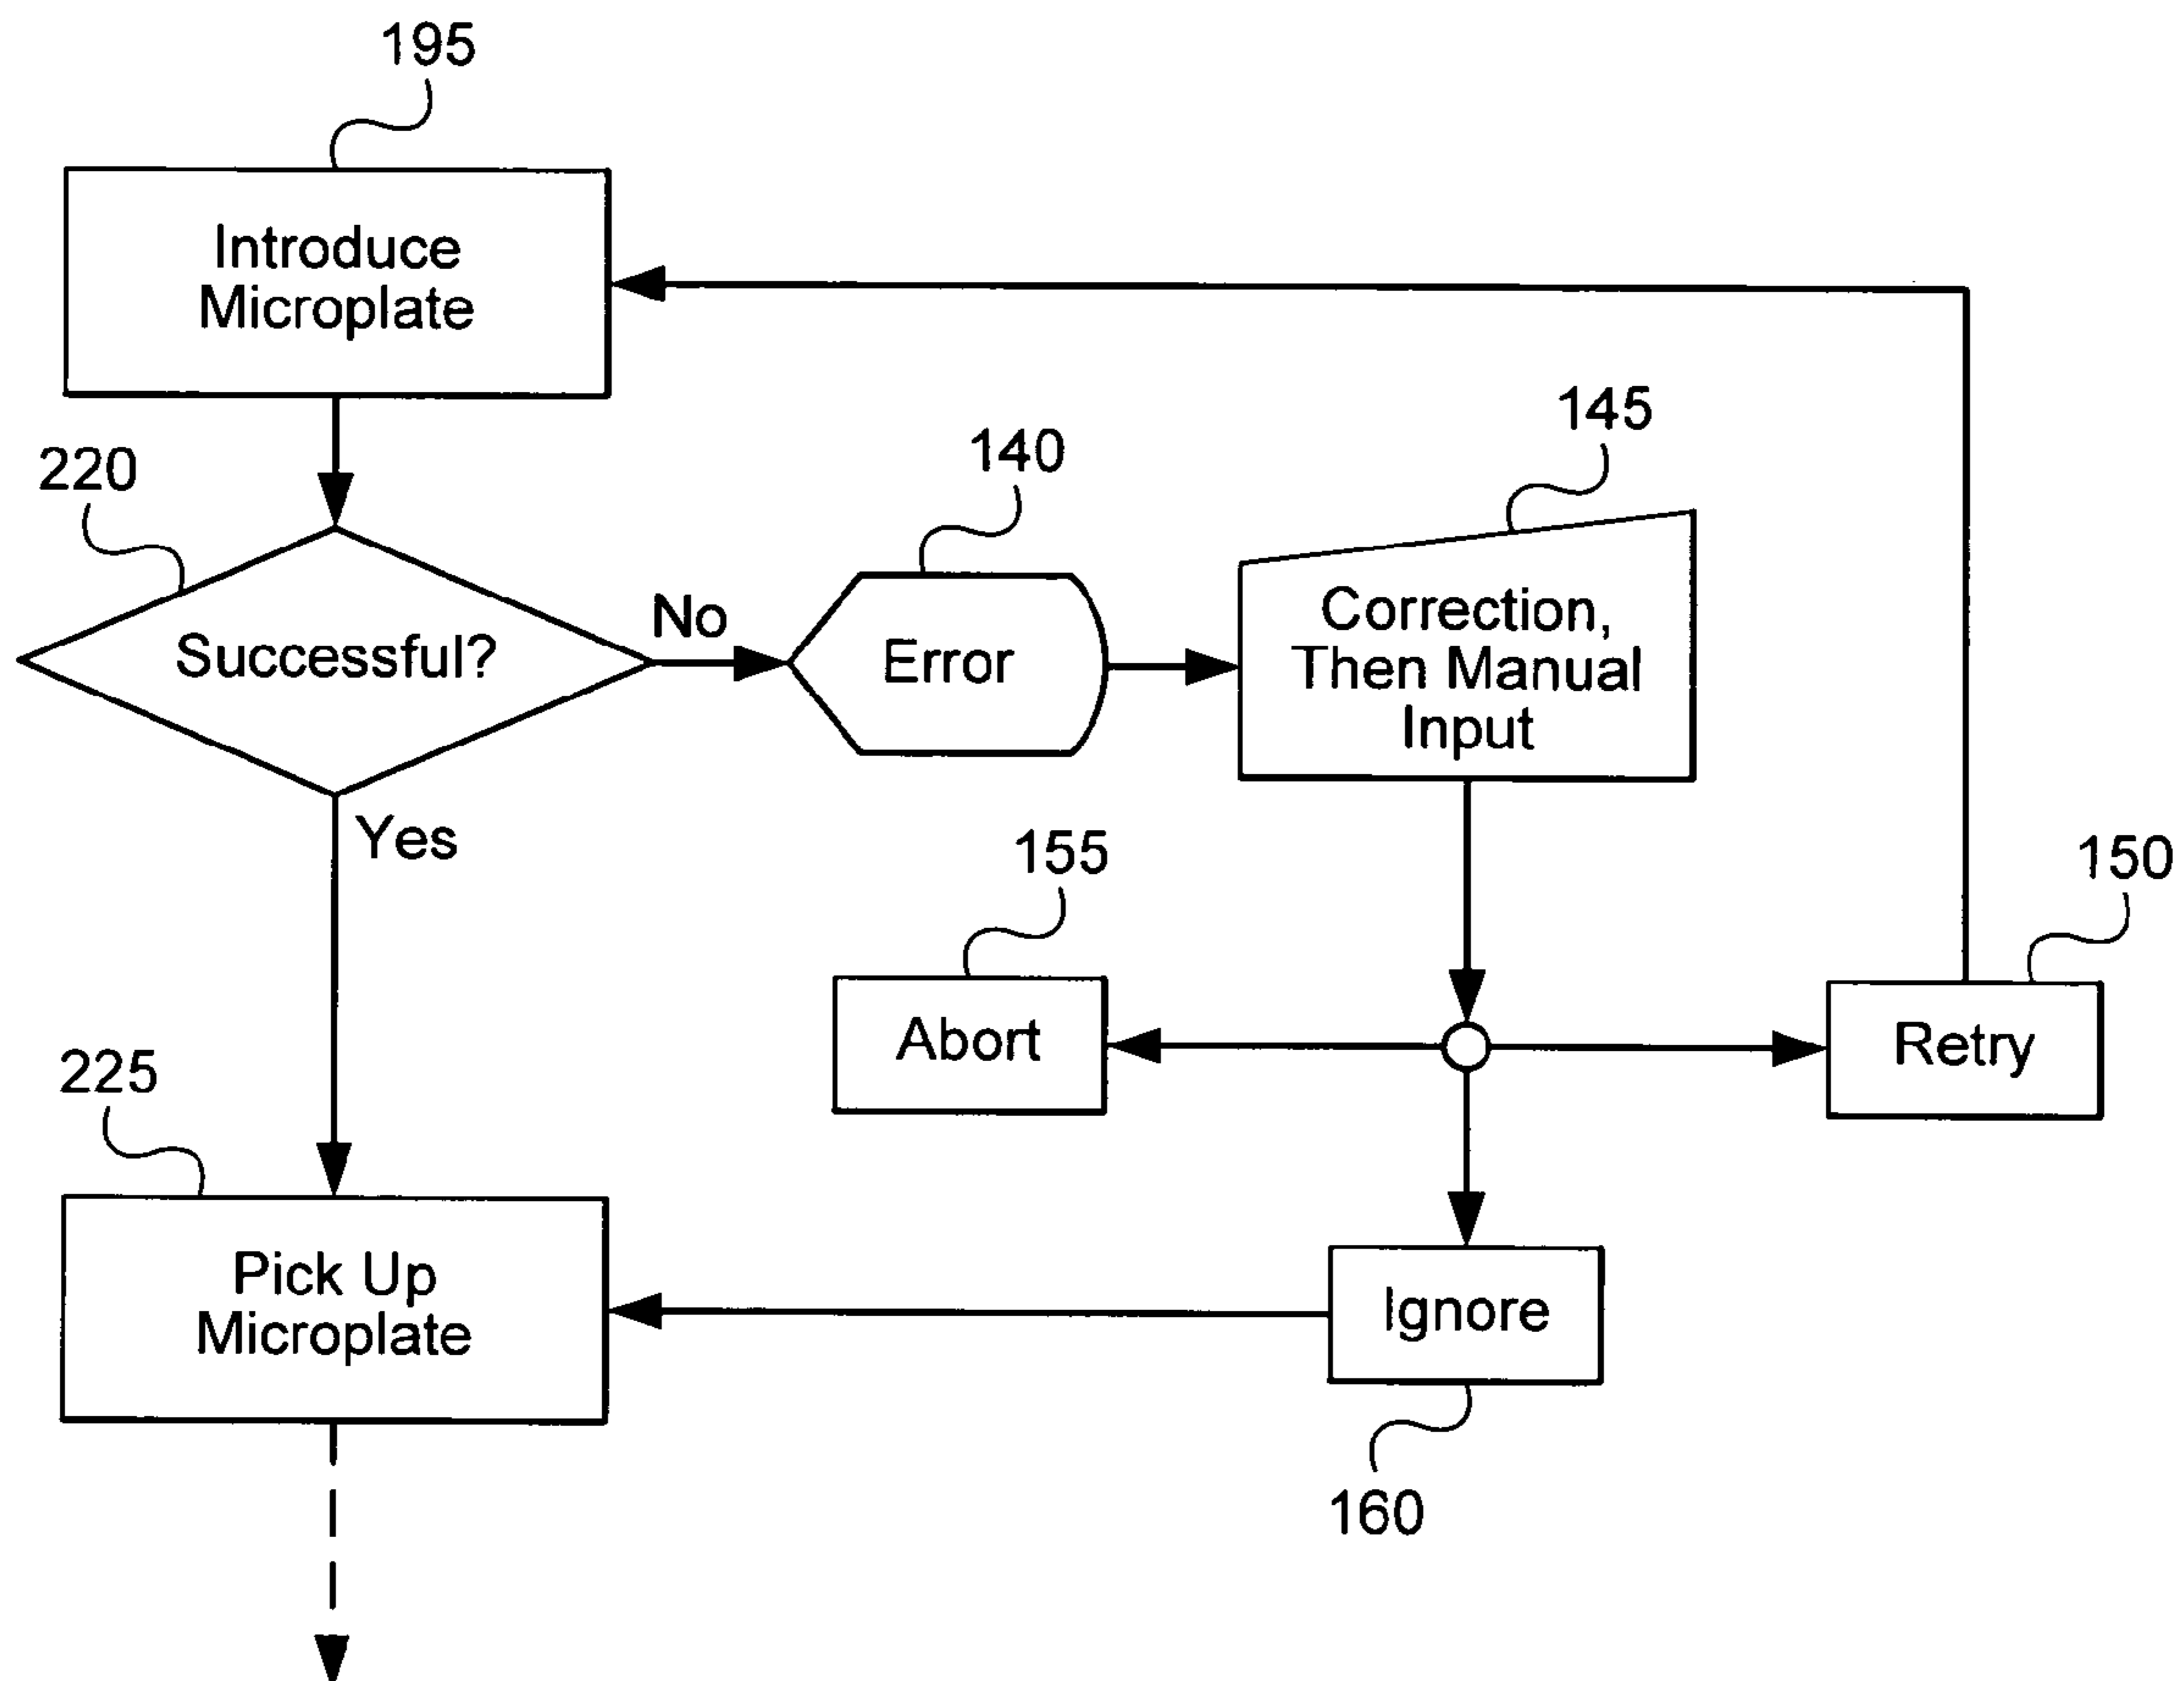 195
Introduce
Microplate
220
Successful?
No
140
Error
145
Correction,
Then Manual
Input
Yes
155
Abort
150
Retry
225
Pick Up
Microplate
Ignore
160